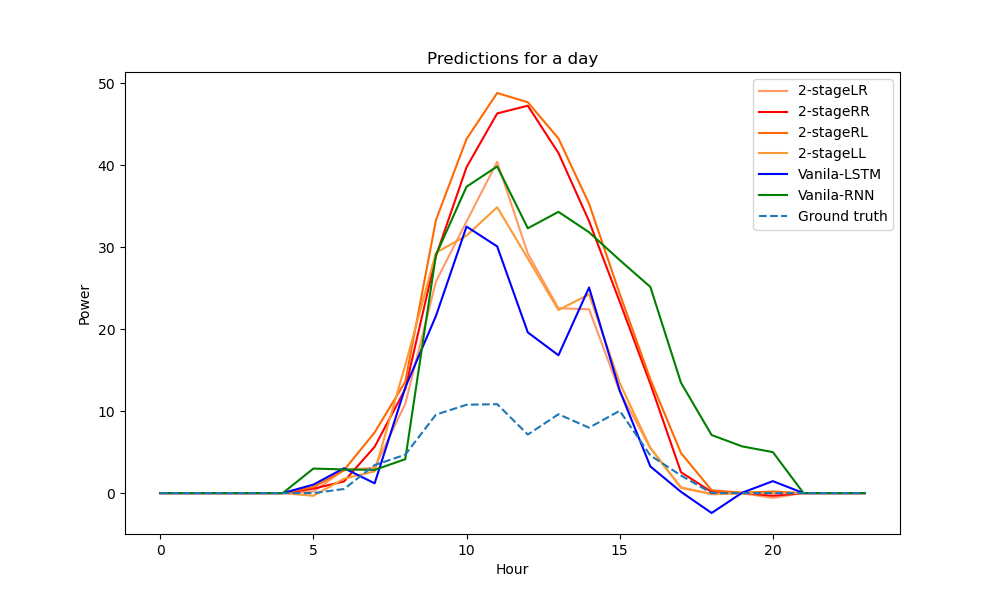 Predictions for a day
50
40
30
20
10
0
Power
0 5 10 15 20
Hour
2-stageLR
2-stageRR
2-stageRL
2-stageLL
Vanila-LSTM
Vanila-RNN
Ground truth